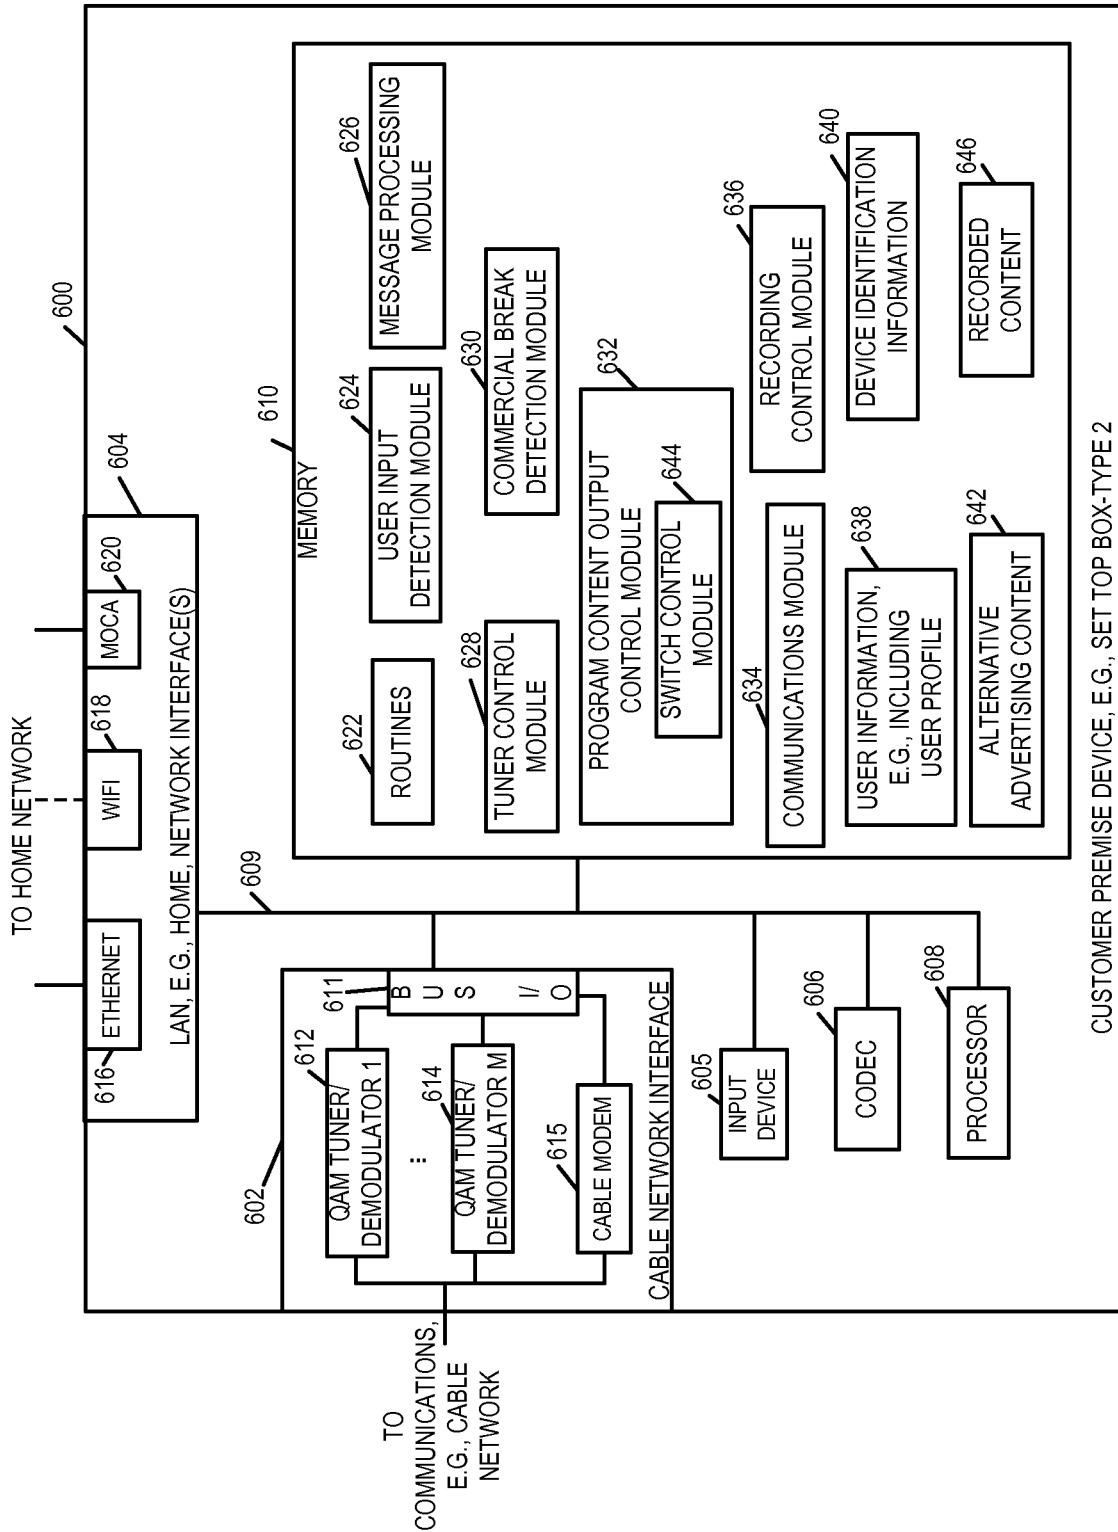 TO HOME NETWORK
600
604
ETHERNET
616
WIFI
618
MOCA
620
LAN, E.G., HOME, NETWORK INTERFACE(S)
609
TO
COMMUNICATIONS,
E.G., CABLE
NETWORK
602
QAM TUNER/
DEMODULATOR 1
612
...
QAM TUNER/
DEMODULATOR M
614
CABLE MODEM
615
B
U
S
I/
O
611
CABLE NETWORK INTERFACE
605
INPUT
DEVICE
606
CODEC
608
PROCESSOR
610
MEMORY
622
ROUTINES
624
USER INPUT
DETECTION MODULE
626
MESSAGE PROCESSING
MODULE
628
TUNER CONTROL
MODULE
630
COMMERCIAL BREAK
DETECTION MODULE
632
PROGRAM CONTENT OUTPUT
CONTROL MODULE
644
SWITCH CONTROL
MODULE
634
COMMUNICATIONS MODULE
636
RECORDING
CONTROL MODULE
638
USER INFORMATION,
E.G., INCLUDING
USER PROFILE
640
DEVICE IDENTIFICATION
INFORMATION
642
ALTERNATIVE
ADVERTISING CONTENT
646
RECORDED
CONTENT
CUSTOMER PREMISE DEVICE, E.G., SET TOP BOX-TYPE 2